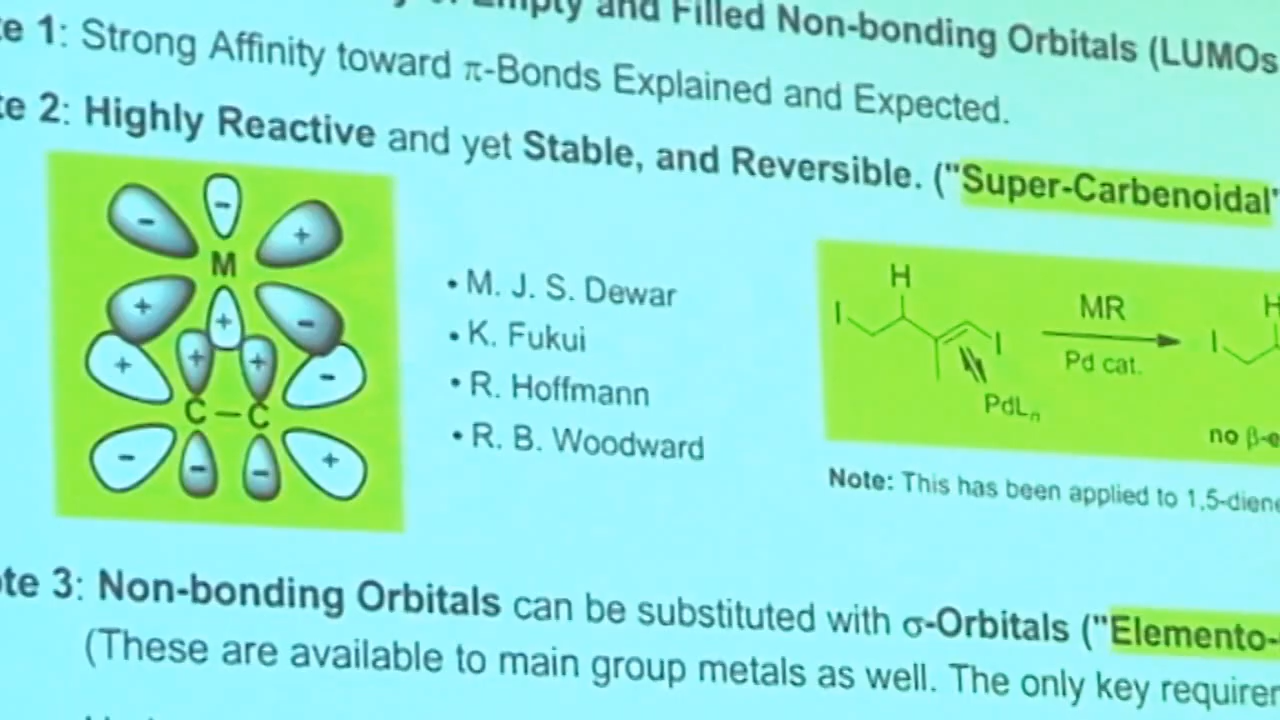 Empty and Filled Non-bonding Orbitals (LUMOs
te 1: Strong Affinity toward π-Bonds Explained and Expected.
te 2: Highly Reactive and yet Stable, and Reversible. ("Super-Carbenoidal"
- - +
M
+ + -
+ + + -
C – C
- - - +
• M. J. S. Dewar
• K. Fukui
• R. Hoffmann
• R. B. Woodward
H
I
I
PdLn
MR
Pd cat.
H
I
no β-e
Note: This has been applied to 1,5-diene
te 3: Non-bonding Orbitals can be substituted with σ-Orbitals ("Elemento-
(These are available to main group metals as well. The only key requirem